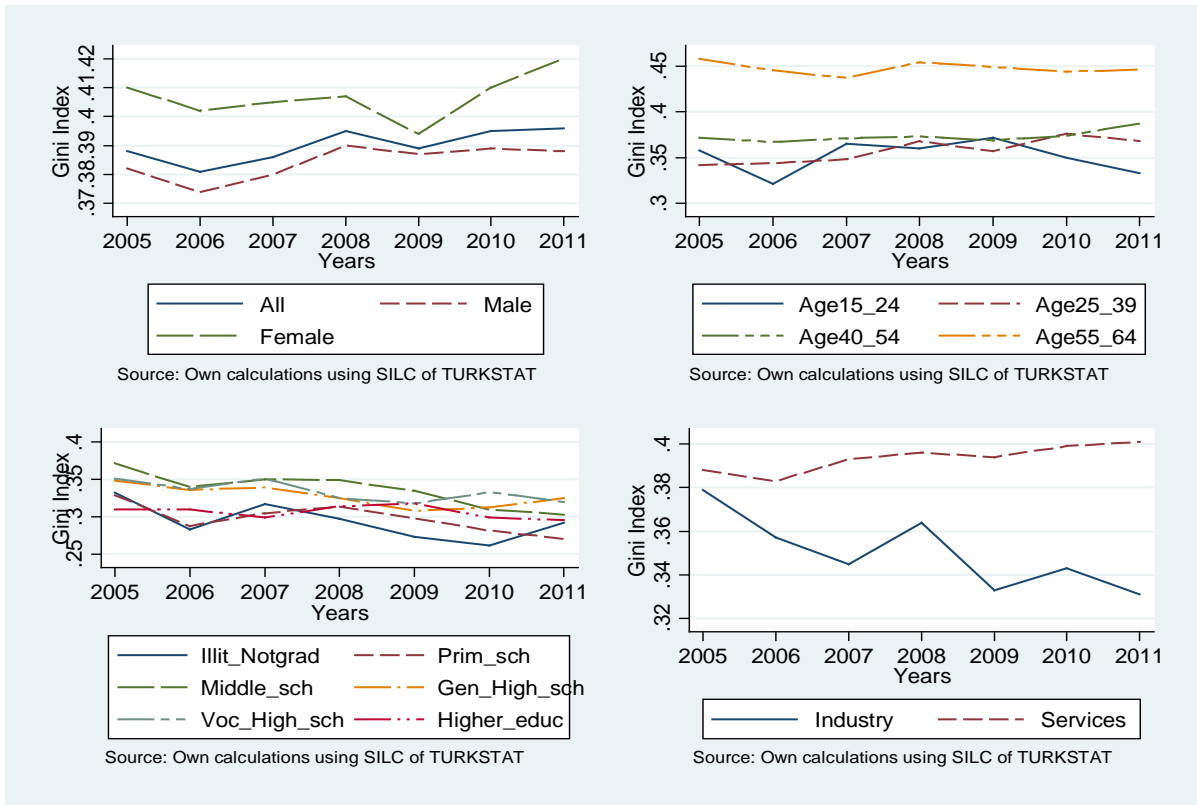 Gini Index
.37 .38 .39 .4 .41 .42
2005 2006 2007 2008 2009 2010 2011
Years
All Male
Female
Source: Own calculations using SILC of TURKSTAT
Gini Index
.3 .35 .4 .45
2005 2006 2007 2008 2009 2010 2011
Years
Age15_24 Age25_39
Age40_54 Age55_64
Source: Own calculations using SILC of TURKSTAT
Gini Index
.25 .3 .35 .4
2005 2006 2007 2008 2009 2010 2011
Years
Illit_Notgrad Prim_sch
Middle_sch Gen_High_sch
Voc_High_sch Higher_educ
Source: Own calculations using SILC of TURKSTAT
Gini Index
.32 .34 .36 .38 .4
2005 2006 2007 2008 2009 2010 2011
Years
Industry Services
Source: Own calculations using SILC of TURKSTAT